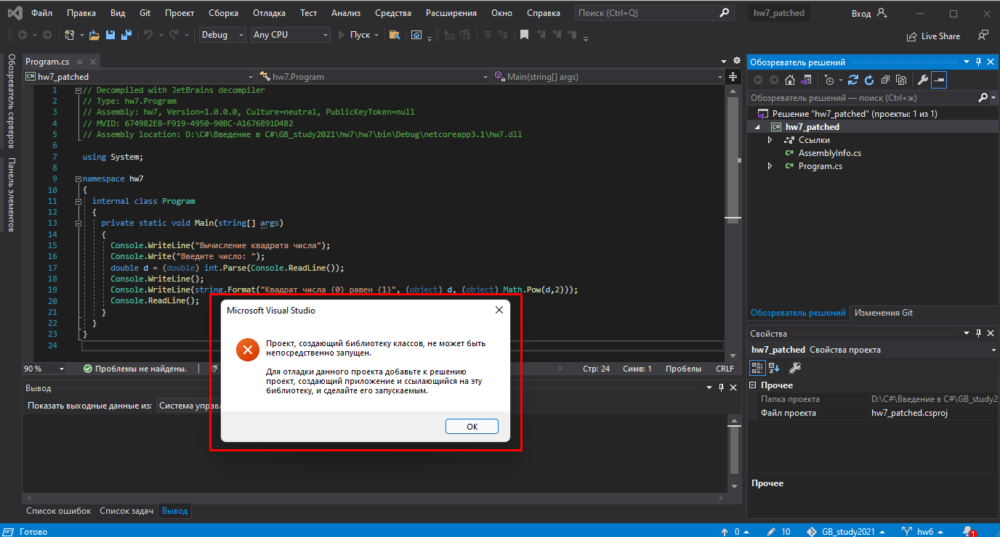 Файл Правка Вид Git Проект Сборка Отладка Тест Анализ Средства Расширения Окно Справка Поиск (Ctrl+Q) hw7_patched Вход
Debug Any CPU Пуск Live Share
Обозреватель серверов
Панель элементов
Program.cs
hw7_patched hw7.Program Main(string[] args)
1 // Decompiled with JetBrains decompiler
2 // Type: hw7.Program
3 // Assembly: hw7, Version=1.0.0.0, Culture=neutral, PublicKeyToken=null
4 // MVID: 674982E8-F919-4950-90BC-A1676B91D4B2
5 // Assembly location: D:\C#\Введение в C#\GB_study2021\hw7\hw7\bin\Debug\netcoreapp3.1\hw7.dll
6
7 using System;
8
9 namespace hw7
10 {
11 internal class Program
12 {
13 private static void Main(string[] args)
14 {
15 Console.WriteLine("Вычисление квадрата числа");
16 Console.Write("Введите число: ");
17 double d = (double) int.Parse(Console.ReadLine());
18 Console.WriteLine();
19 Console.WriteLine(string.Format("Квадрат числа {0} равен {1}", (object) d, (object) Math.Pow(d,2)));
20 Console.ReadLine();
21 }
22 }
23 }
24
90 % Проблемы не найдены. Стр: 24 Симв: 1 Пробелы CRLF
Microsoft Visual Studio
Проект, создающий библиотеку классов, не может быть
непосредственно запущен.
Для отладки данного проекта добавьте к решению
проект, создающий приложение и ссылающийся на эту
библиотеку, и сделайте его запускаемым.
OK
Вывод
Показать выходные данные из: Система управл
Список ошибок Список задач Вывод
Обозреватель решений
Обозреватель решений — поиск (Ctrl+ж)
Решение "hw7_patched" (проекты: 1 из 1)
hw7_patched
Ссылки
AssemblyInfo.cs
Program.cs
Обозреватель решений Изменения Git
Свойства
hw7_patched Свойства проекта
Прочее
Папка проекта D:\C#\Введение в C#\GB_study2
Файл проекта hw7_patched.csproj
Прочее
Готово 0 10 GB_study2021 hw6 1